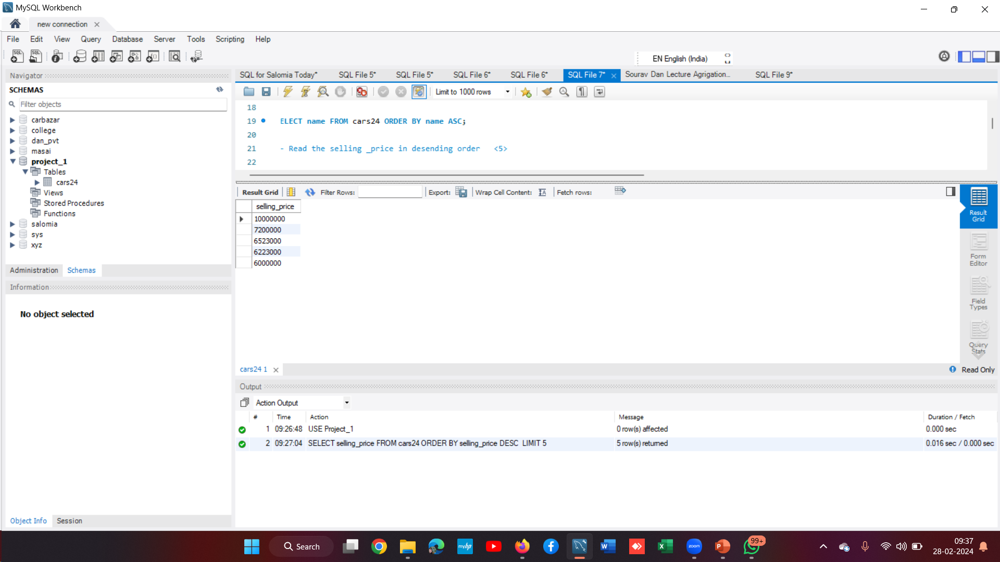 MySQL Workbench
new connection
File Edit View Query Database Server Tools Scripting Help
EN English (India)
Navigator
SCHEMAS
Filter objects
carbazar
college
dan_pvt
masai
project_1
Tables
cars24
Views
Stored Procedures
Functions
salomia
sys
xyz
Administration Schemas
Information
No object selected
Object Info Session
SQL for Salomia Today* SQL File 5* SQL File 5* SQL File 6* SQL File 6* SQL File 7* Sourav Dan Lecture Agrigation... SQL File 9*
Limit to 1000 rows
18
19 ELECT name FROM cars24 ORDER BY name ASC;
20
21 - Read the selling _price in desending order <5>
22
Result Grid Filter Rows: Export: Wrap Cell Content: Fetch rows:
selling_price
10000000
7200000
6523000
6223000
6000000
Result Grid
Form Editor
Field Types
Query Stats
cars24 1
Read Only
Output
Action Output
# Time Action Message Duration / Fetch
1 09:26:48 USE Project_1 0 row(s) affected 0.000 sec
2 09:27:04 SELECT selling_price FROM cars24 ORDER BY selling_price DESC LIMIT 5 5 row(s) returned 0.016 sec / 0.000 sec
Search
myhp
zoom
99+
09:37
28-02-2024